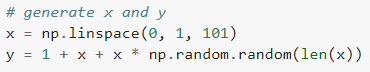 # generate x and y
x = np.linspace(0, 1, 101)
y = 1 + x + x * np.random.random(len(x))